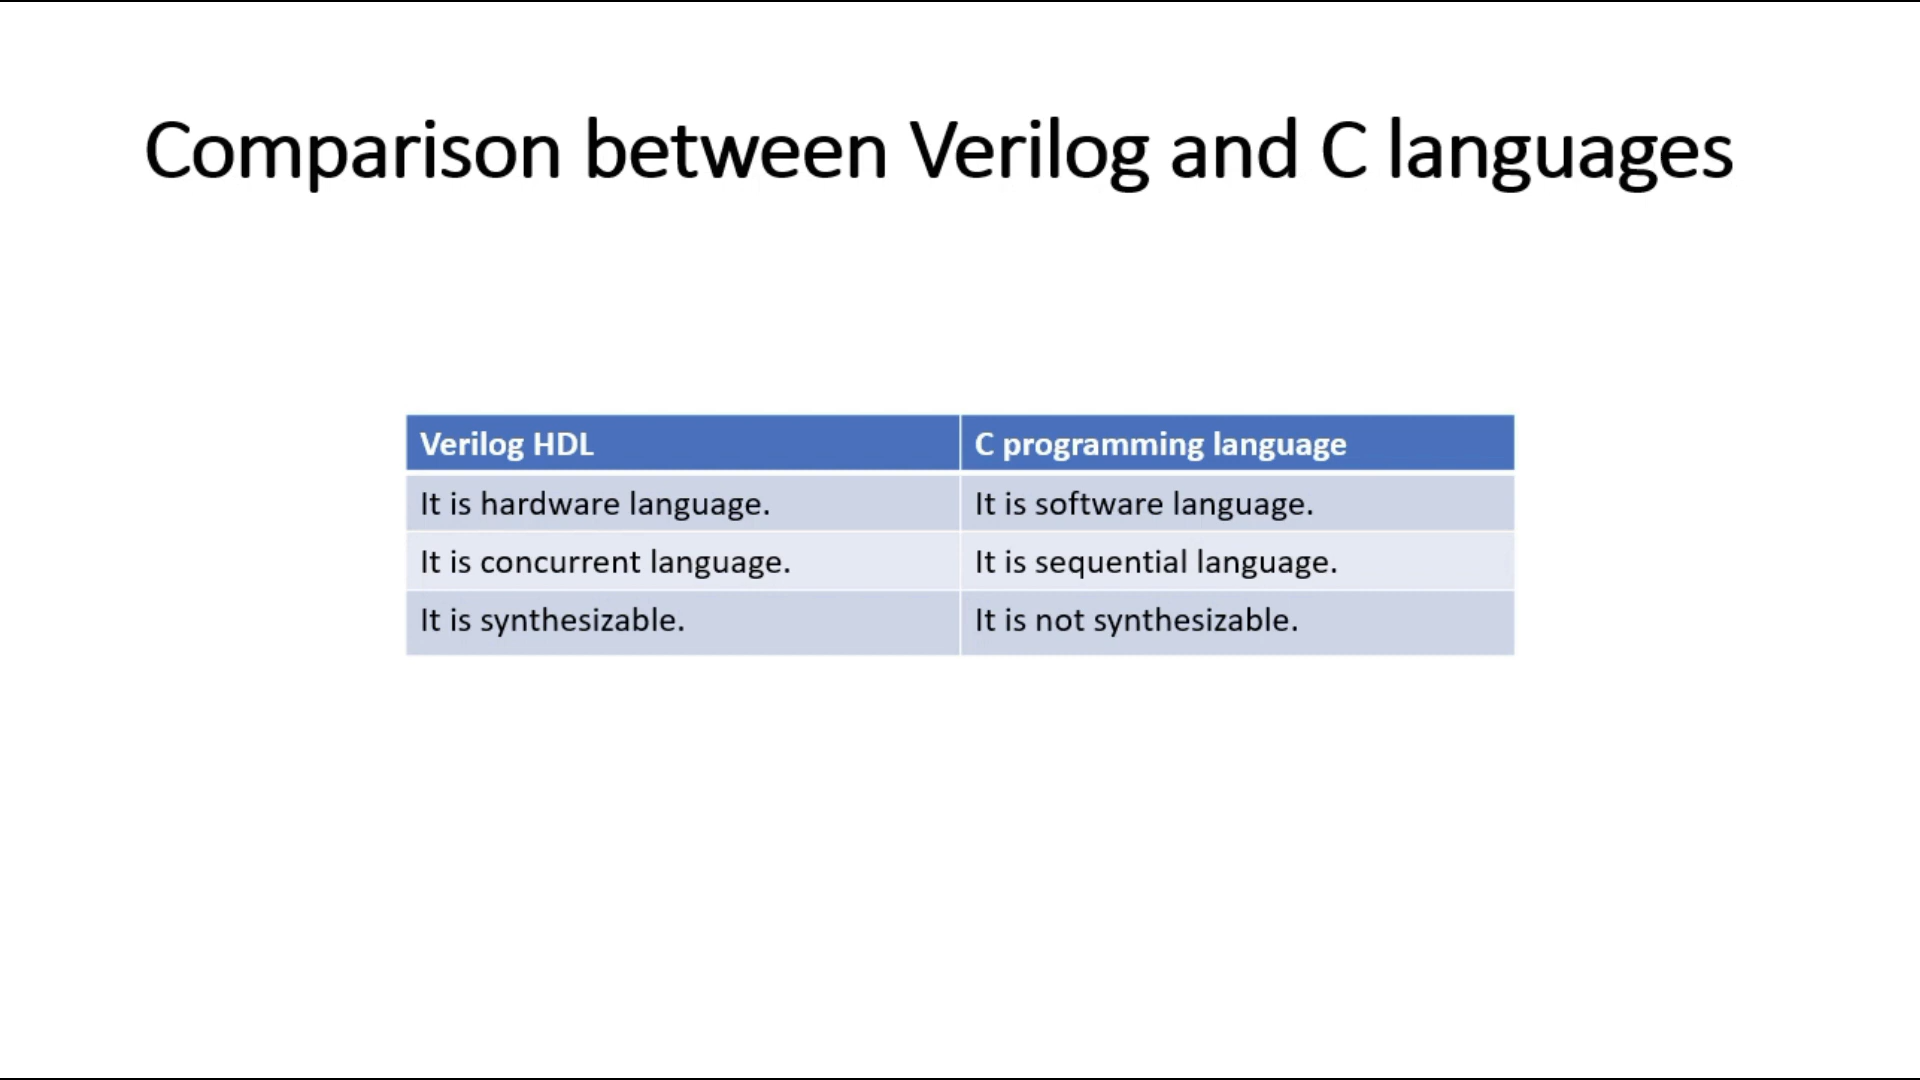 Comparison between Verilog and C languages
Verilog HDL
C programming language
It is hardware language.
It is software language.
It is concurrent language.
It is sequential language.
It is synthesizable.
It is not synthesizable.